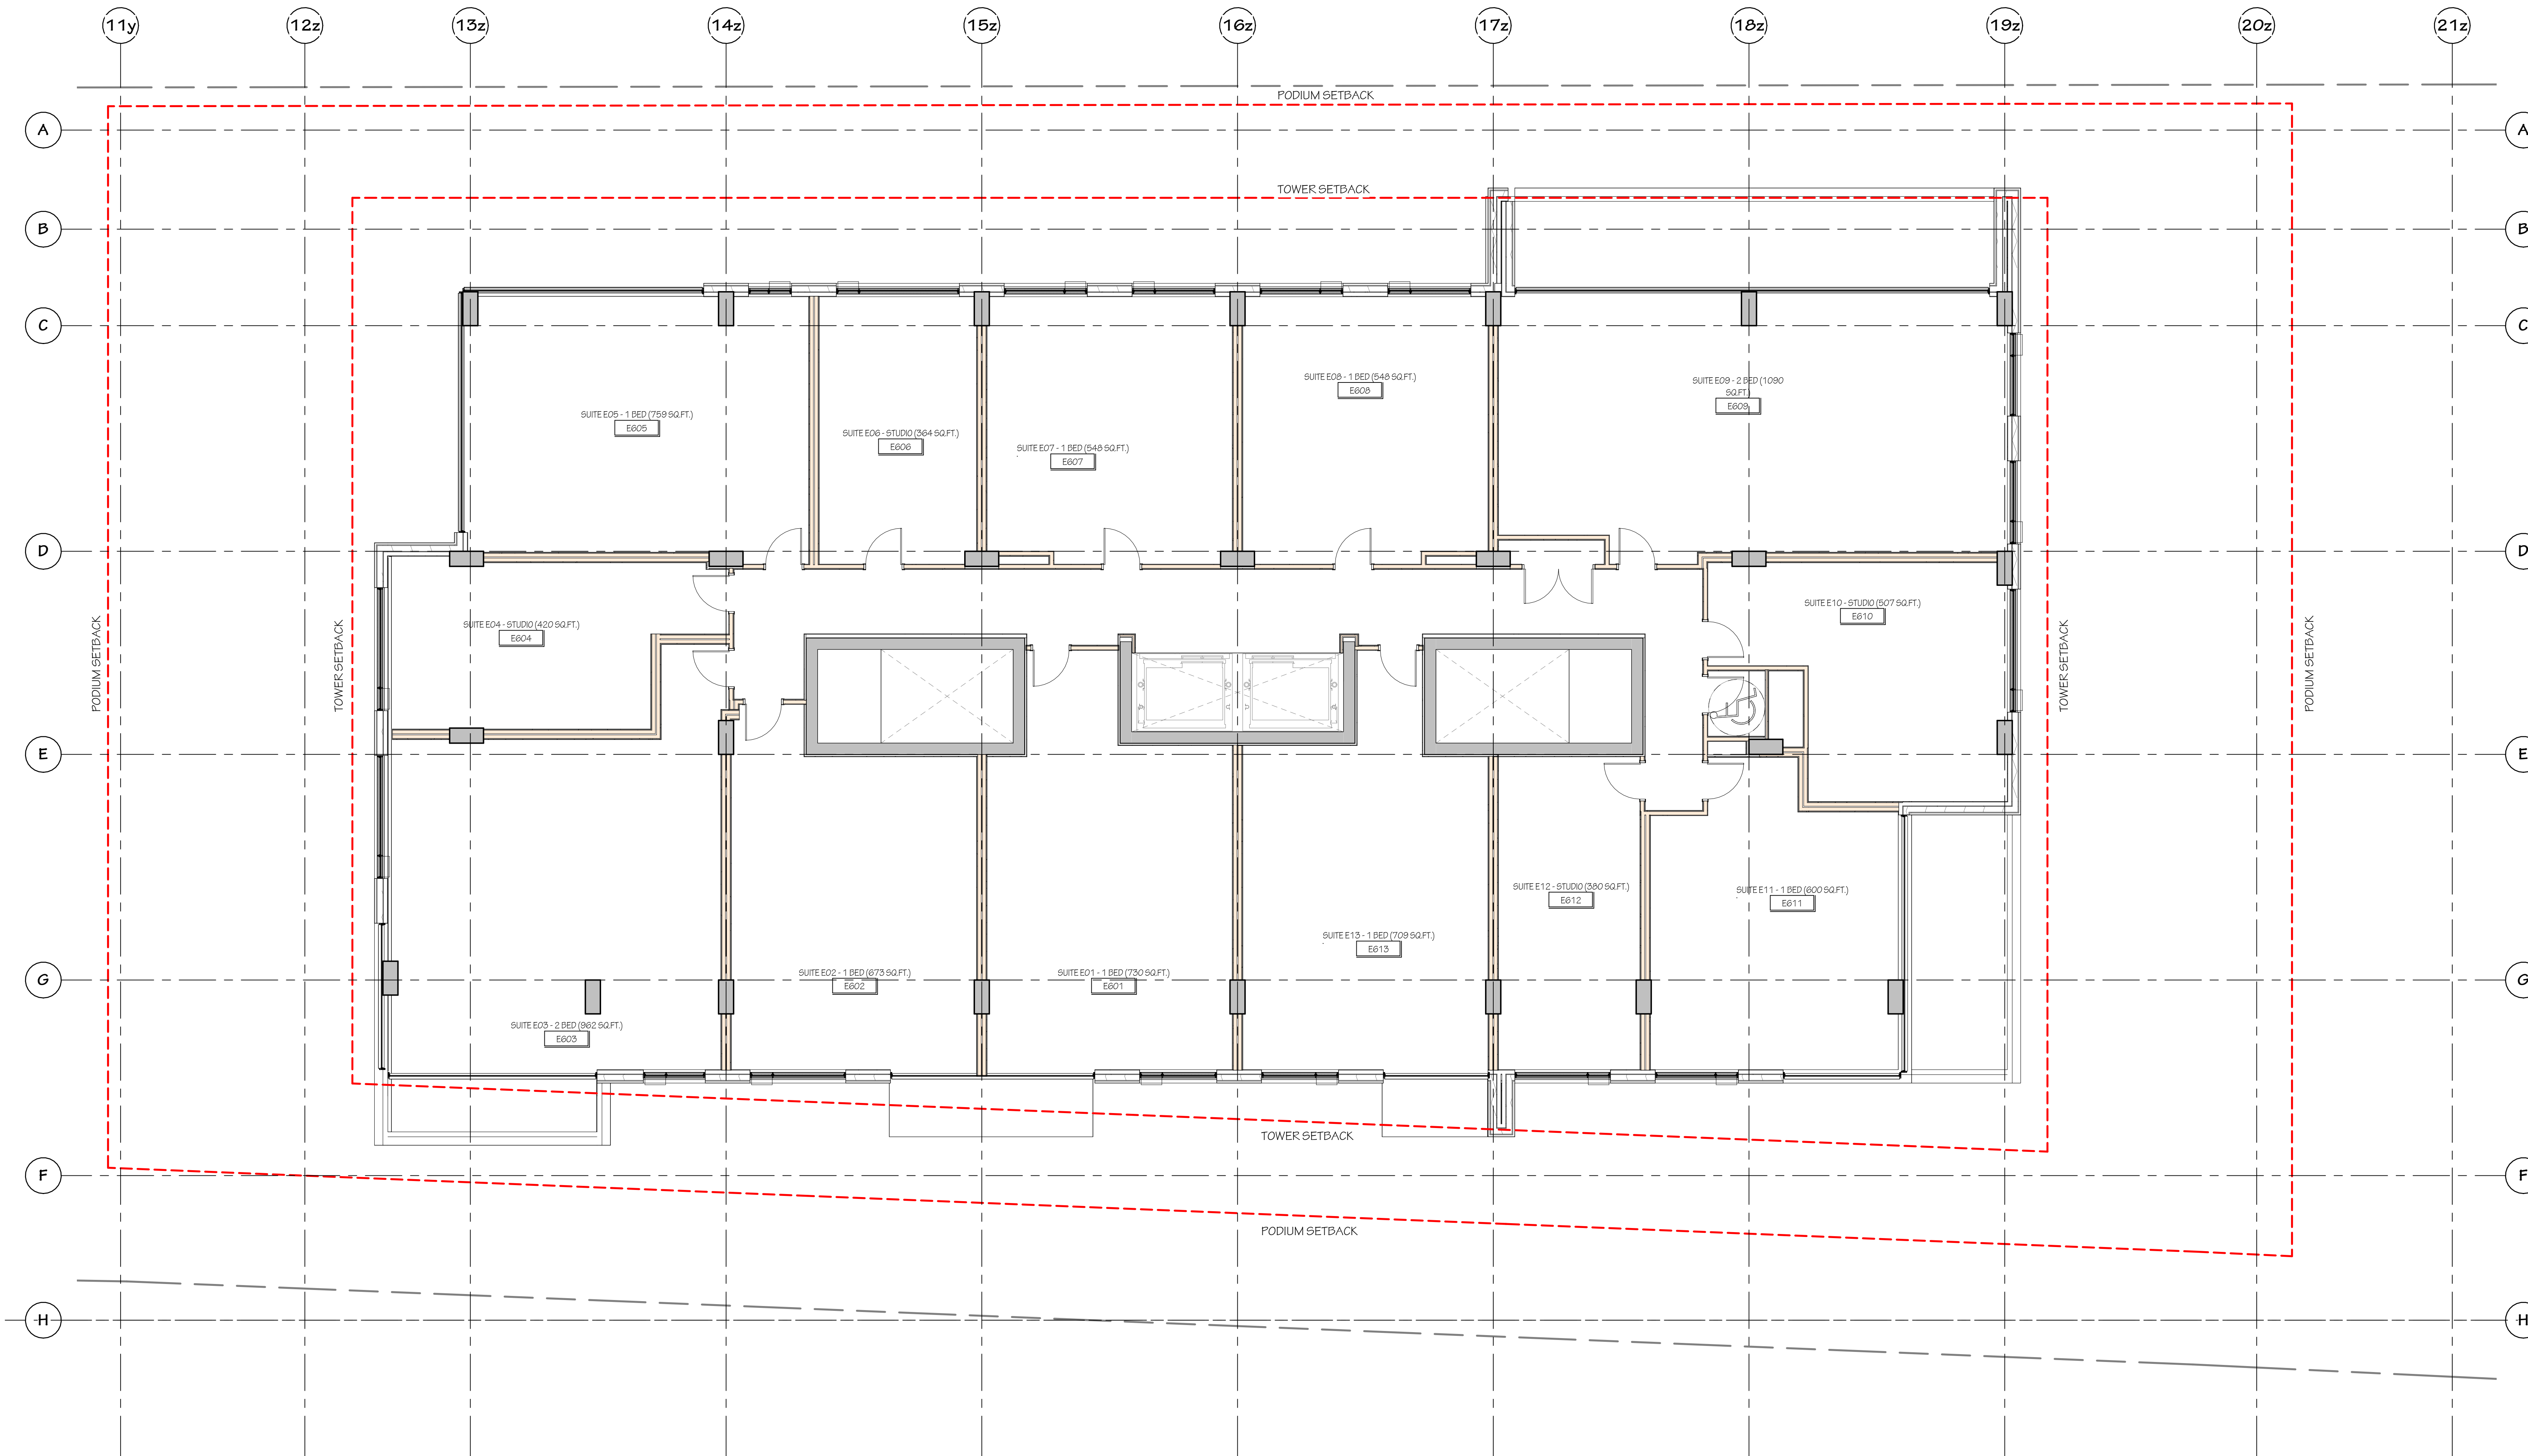 11y
12z
13z
14z
15z
16z
17z
18z
19z
20z
21z
PODIUM SETBACK
A
A
TOWER SETBACK
B
B
C
C
SUITE E08 - 1 BED (548 SQ.FT.)
E608
SUITE E09 - 2 BED (1090
SQ.FT.)
E609
SUITE E05 - 1 BED (759 SQ.FT.)
E605
SUITE E06 - STUDIO (364 SQ.FT.)
E606
SUITE E07 - 1 BED (548 SQ.FT.)
E607
D
D
SUITE E04 - STUDIO (420 SQ.FT.)
E604
SUITE E10 - STUDIO (507 SQ.FT.)
E610
PODIUM SETBACK
TOWER SETBACK
TOWER SETBACK
PODIUM SETBACK
E
E
SUITE E12 - STUDIO (380 SQ.FT.)
E612
SUITE E11 - 1 BED (600 SQ.FT.)
E611
SUITE E13 - 1 BED (709 SQ.FT.)
E613
G
G
SUITE E02 - 1 BED (673 SQ.FT.)
E602
SUITE E01 - 1 BED (730 SQ.FT.)
E601
SUITE E03 - 2 BED (962 SQ.FT.)
E603
TOWER SETBACK
F
F
PODIUM SETBACK
H
H